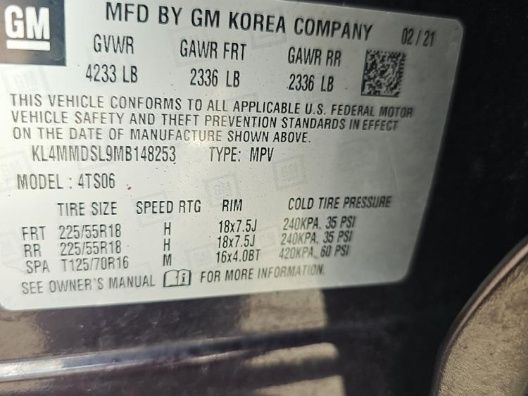 GM
MFD BY GM KOREA COMPANY 02/21
GVWR GAWR FRT GAWR RR
4233 LB 2336 LB 2336 LB
THIS VEHICLE CONFORMS TO ALL APPLICABLE U.S. FEDERAL MOTOR
VEHICLE SAFETY AND THEFT PREVENTION STANDARDS IN EFFECT
ON THE DATE OF MANUFACTURE SHOWN ABOVE.
KL4MMDSL9MB148253 TYPE: MPV
MODEL: 4TS06
TIRE SIZE SPEED RTG RIM COLD TIRE PRESSURE
FRT 225/55R18 H 18x7.5J 240KPA, 35 PSI
RR 225/55R18 H 18x7.5J 240KPA, 35 PSI
SPA T125/70R16 M 16x4.0BT 420KPA, 60 PSI
SEE OWNER'S MANUAL FOR MORE INFORMATION.